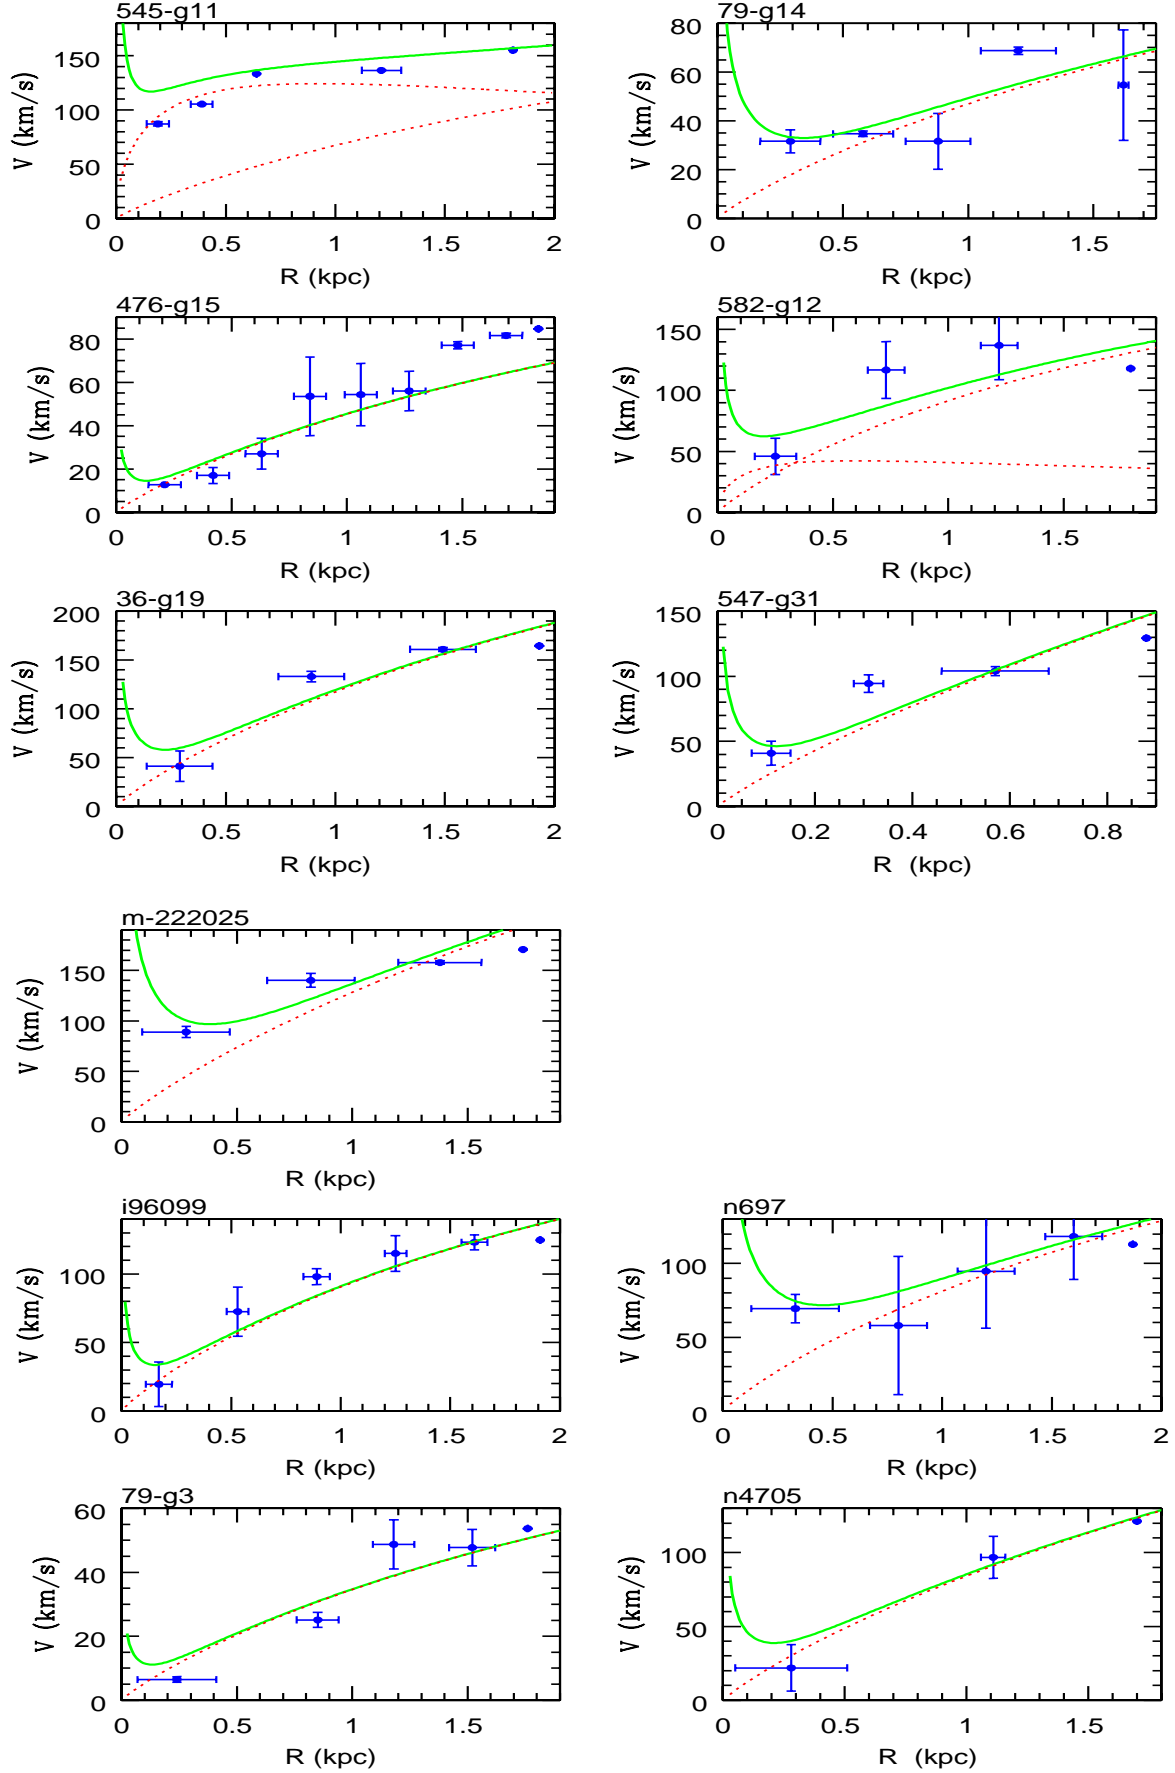 545-g11
V (km/s)
150
100
50
0
0 0.5 1 1.5 2
R (kpc)
79-g14
V (km/s)
80
60
40
20
0
0 0.5 1 1.5
R (kpc)
476-g15
V (km/s)
80
60
40
20
0
0 0.5 1 1.5
R (kpc)
582-g12
V (km/s)
150
100
50
0
0 0.5 1 1.5
R (kpc)
36-g19
V (km/s)
200
150
100
50
0
0 0.5 1 1.5 2
R (kpc)
547-g31
V (km/s)
150
100
50
0
0 0.2 0.4 0.6 0.8
R (kpc)
m-222025
V (km/s)
150
100
50
0
0 0.5 1 1.5
R (kpc)
i96099
V (km/s)
100
50
0
0 0.5 1 1.5 2
R (kpc)
n697
V (km/s)
100
50
0
0 0.5 1 1.5 2
R (kpc)
79-g3
V (km/s)
60
40
20
0
0 0.5 1 1.5
R (kpc)
n4705
V (km/s)
100
50
0
0 0.5 1 1.5
R (kpc)